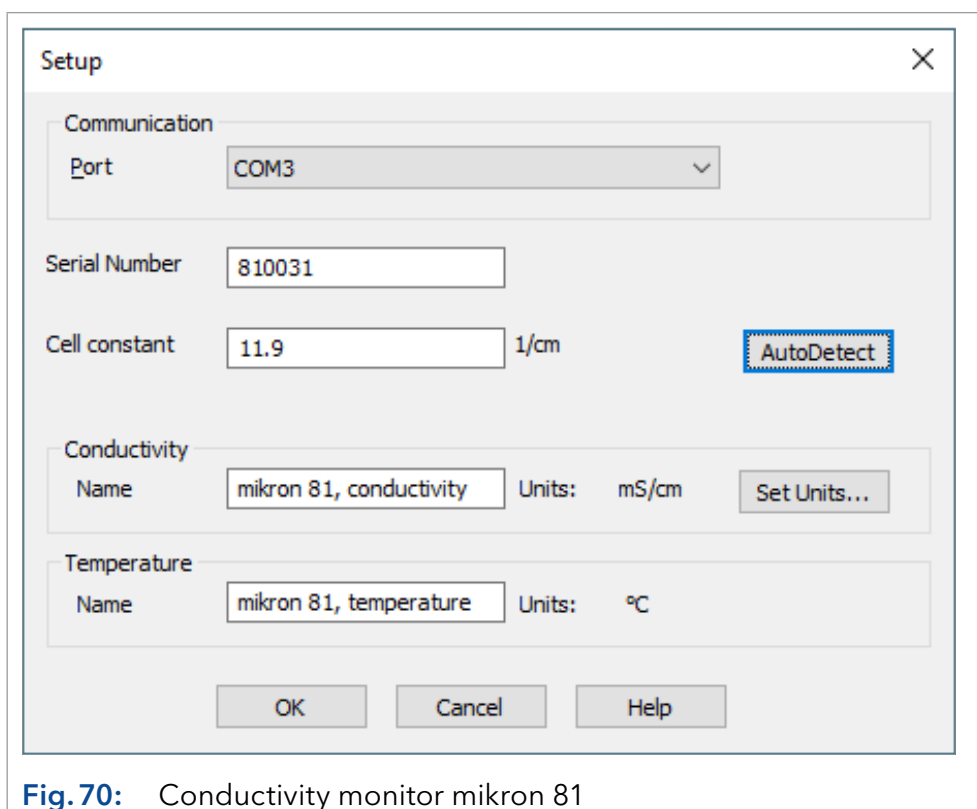 Setup
Communication
Port COM3
Serial Number 810031
Cell constant 11.9 1/cm AutoDetect
Conductivity
Name mikron 81, conductivity Units: mS/cm Set Units...
Temperature
Name mikron 81, temperature Units: ºC
OK Cancel Help
Fig. 70: Conductivity monitor mikron 81